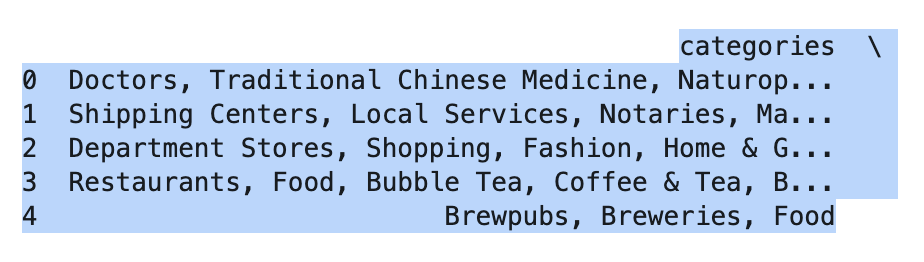 categories \
0 Doctors, Traditional Chinese Medicine, Naturop...
1 Shipping Centers, Local Services, Notaries, Ma...
2 Department Stores, Shopping, Fashion, Home & G...
3 Restaurants, Food, Bubble Tea, Coffee & Tea, B...
4 Brewpubs, Breweries, Food